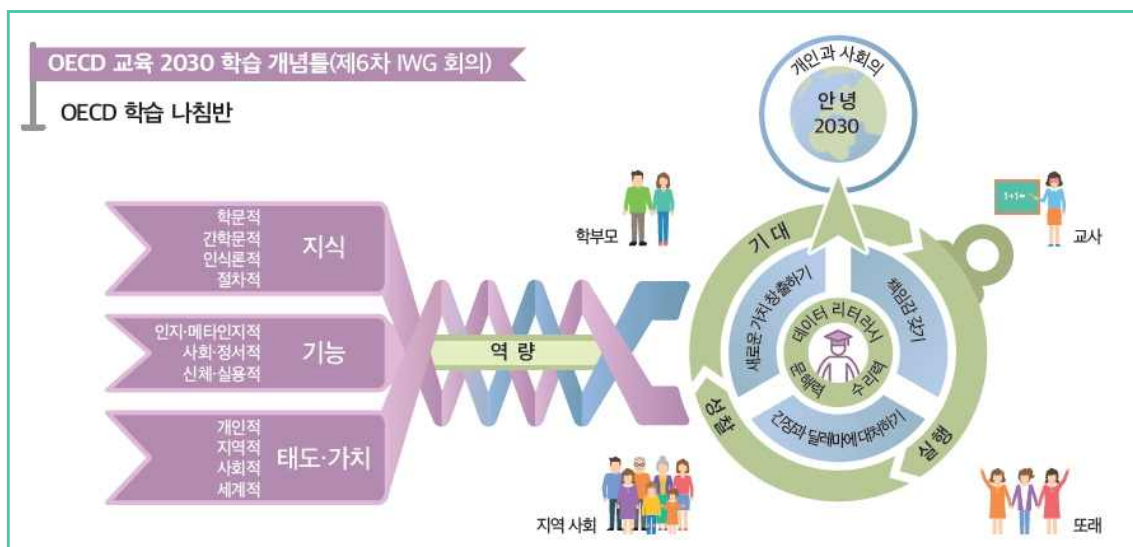 OECD 교육 2030 학습 개념틀(제6차 IWG 회의)
OECD 학습 나침반
학문적
간학문적
인식론적
절차적
지식
인지·메타인지적
사회·정서적
신체·실용적
기능
개인적
지역적
사회적
세계적
태도·가치
역량
개인과 사회의
안녕
2030
학부모
1+1=
교사
기대
실행
성찰
새로운 가치 창출하기
책임감 갖기
긴장과 딜레마에 대처하기
데이터 리터러시
문해력
수리력
지역 사회
또래